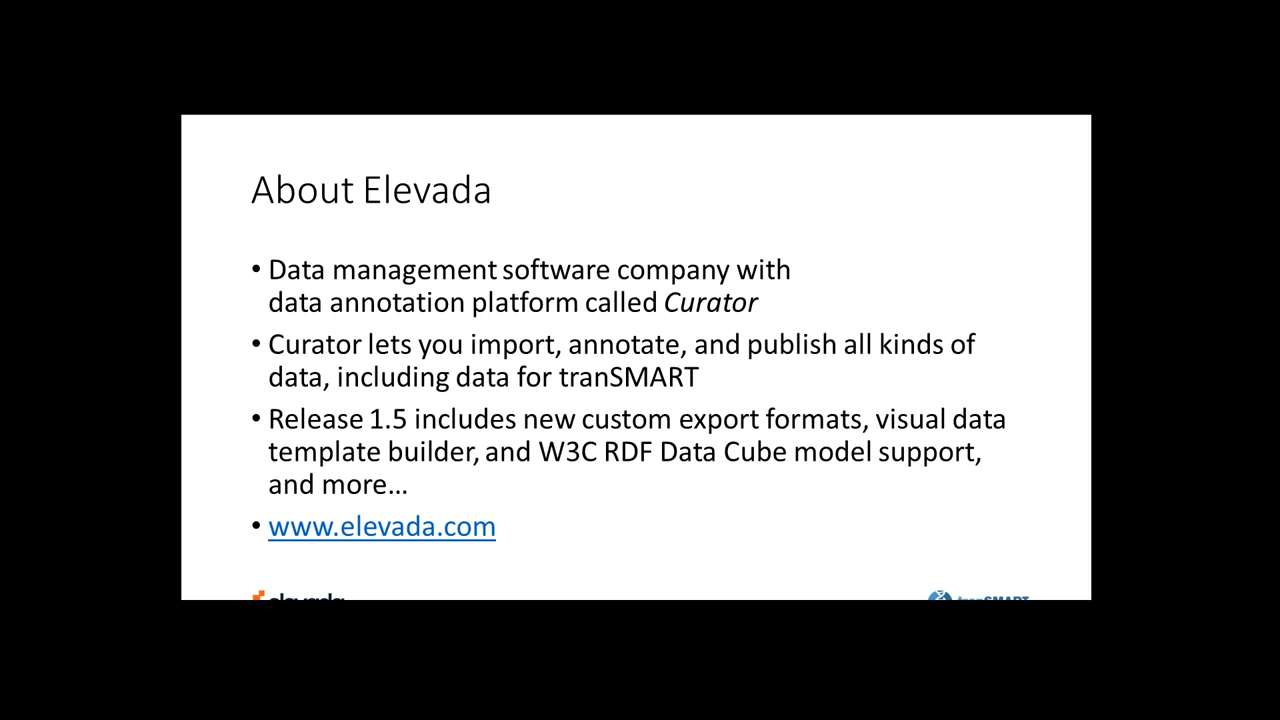 About Elevada
• Data management software company with
data annotation platform called Curator
• Curator lets you import, annotate, and publish all kinds of
data, including data for tranSMART
• Release 1.5 includes new custom export formats, visual data
template builder, and W3C RDF Data Cube model support,
and more…
• www.elevada.com
elevada
tranSMART